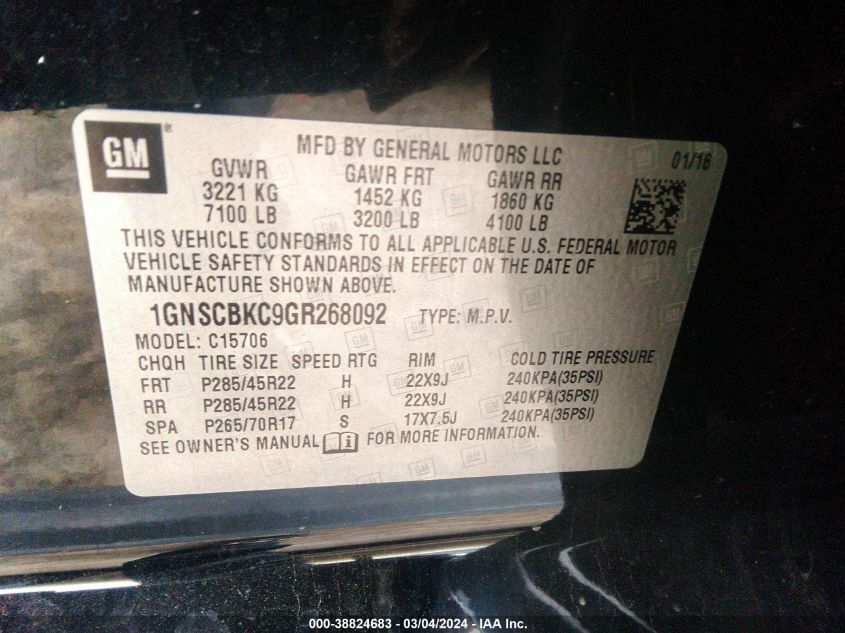 GM ® MFD BY GENERAL MOTORS LLC 01/16
GVWR GAWR FRT GAWR RR
3221 KG 1452 KG 1860 KG
7100 LB 3200 LB 4100 LB
THIS VEHICLE CONFORMS TO ALL APPLICABLE U.S. FEDERAL MOTOR
VEHICLE SAFETY STANDARDS IN EFFECT ON THE DATE OF
MANUFACTURE SHOWN ABOVE.
1GNSCBKC9GR268092 TYPE: M.P.V.
MODEL: C15706
CHQH TIRE SIZE SPEED RTG RIM COLD TIRE PRESSURE
FRT P285/45R22 H 22X9J 240KPA(35PSI)
RR P285/45R22 H 22X9J 240KPA(35PSI)
SPA P265/70R17 S 17X7.5J 240KPA(35PSI)
SEE OWNER'S MANUAL FOR MORE INFORMATION.
000-38824683 - 03/04/2024 - IAA Inc.